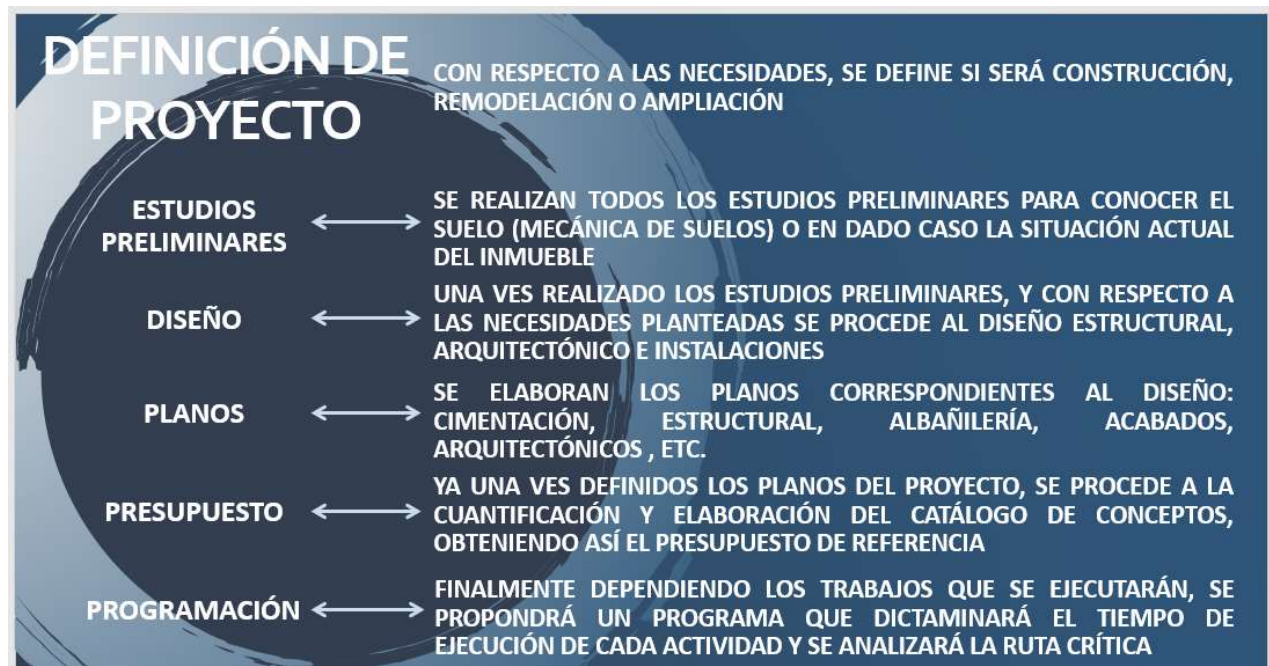 DEFINICIÓN DE
PROYECTO
CON RESPECTO A LAS NECESIDADES, SE DEFINE SI SERÁ CONSTRUCCIÓN,
REMODELACIÓN O AMPLIACIÓN
ESTUDIOS
PRELIMINARES
SE REALIZAN TODOS LOS ESTUDIOS PRELIMINARES PARA CONOCER EL
SUELO (MECÁNICA DE SUELOS) O EN DADO CASO LA SITUACIÓN ACTUAL
DEL INMUEBLE
DISEÑO
UNA VES REALIZADO LOS ESTUDIOS PRELIMINARES, Y CON RESPECTO A
LAS NECESIDADES PLANTEADAS SE PROCEDE AL DISEÑO ESTRUCTURAL,
ARQUITECTÓNICO E INSTALACIONES
PLANOS
SE ELABORAN LOS PLANOS CORRESPONDIENTES AL DISEÑO:
CIMENTACIÓN, ESTRUCTURAL, ALBAÑILERÍA, ACABADOS,
ARQUITECTÓNICOS , ETC.
PRESUPUESTO
YA UNA VES DEFINIDOS LOS PLANOS DEL PROYECTO, SE PROCEDE A LA
CUANTIFICACIÓN Y ELABORACIÓN DEL CATÁLOGO DE CONCEPTOS,
OBTENIENDO ASÍ EL PRESUPUESTO DE REFERENCIA
PROGRAMACIÓN
FINALMENTE DEPENDIENDO LOS TRABAJOS QUE SE EJECUTARÁN, SE
PROPONDRÁ UN PROGRAMA QUE DICTAMINARÁ EL TIEMPO DE
EJECUCIÓN DE CADA ACTIVIDAD Y SE ANALIZARÁ LA RUTA CRÍTICA